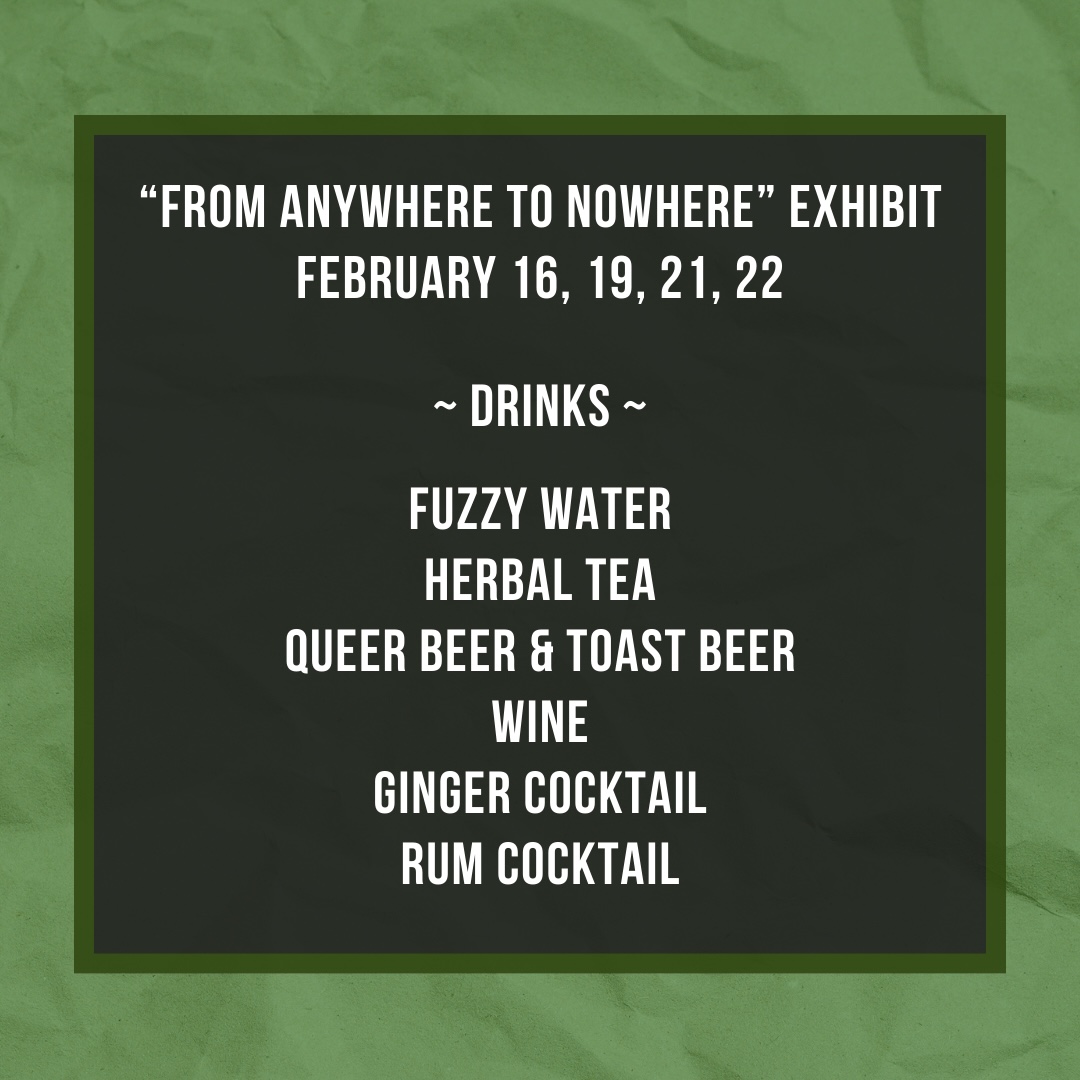 “FROM ANYWHERE TO NOWHERE” EXHIBIT
FEBRUARY 16, 19, 21, 22
~ DRINKS ~
FUZZY WATER
HERBAL TEA
QUEER BEER & TOAST BEER
WINE
GINGER COCKTAIL
RUM COCKTAIL